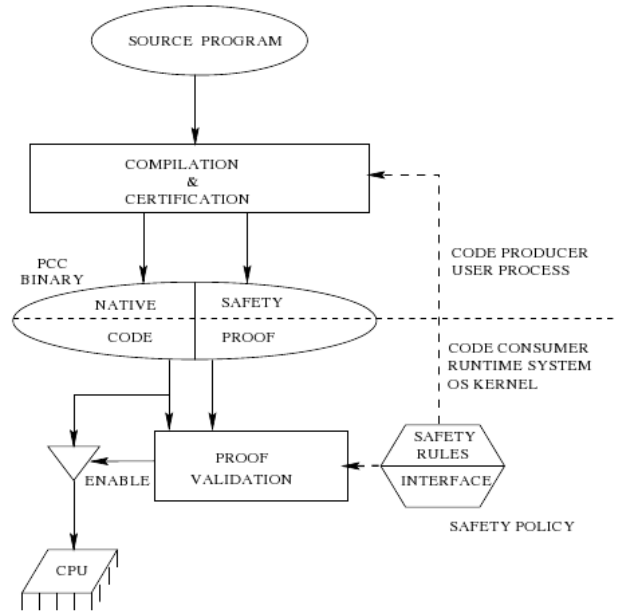 SOURCE PROGRAM
COMPILATION
&
CERTIFICATION
CODE PRODUCER
USER PROCESS
PCC
BINARY
NATIVE
CODE
SAFETY
PROOF
CODE CONSUMER
RUNTIME SYSTEM
OS KERNEL
PROOF
VALIDATION
ENABLE
SAFETY
RULES
INTERFACE
SAFETY POLICY
CPU